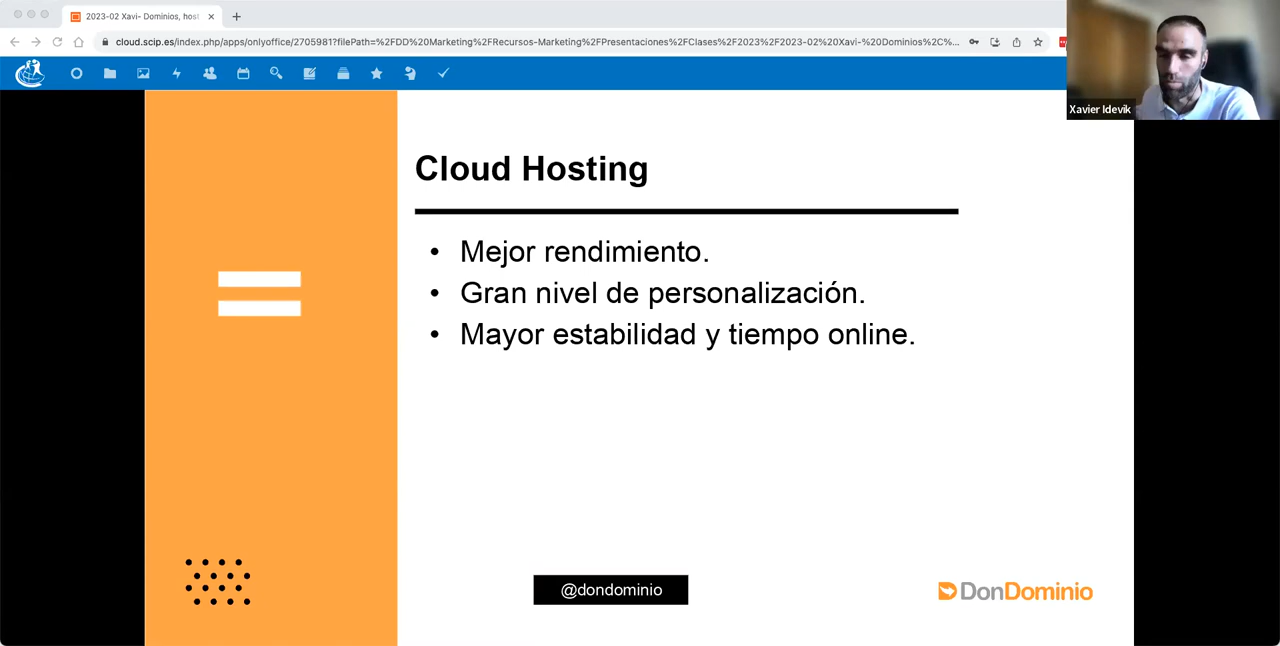 2023-02 Xavi- Dominios, host
cloud.scip.es/index.php/apps/onlyoffice/2705981?filePath=%2FDD%20Marketing%2FRecursos-Marketing%2FPresentaciones%2FClases%2F2023%2F2023-02%20Xavi-%20Dominios%2C%...
Xavier Idevik
Cloud Hosting
• Mejor rendimiento.
• Gran nivel de personalización.
• Mayor estabilidad y tiempo online.
@dondominio
DonDominio